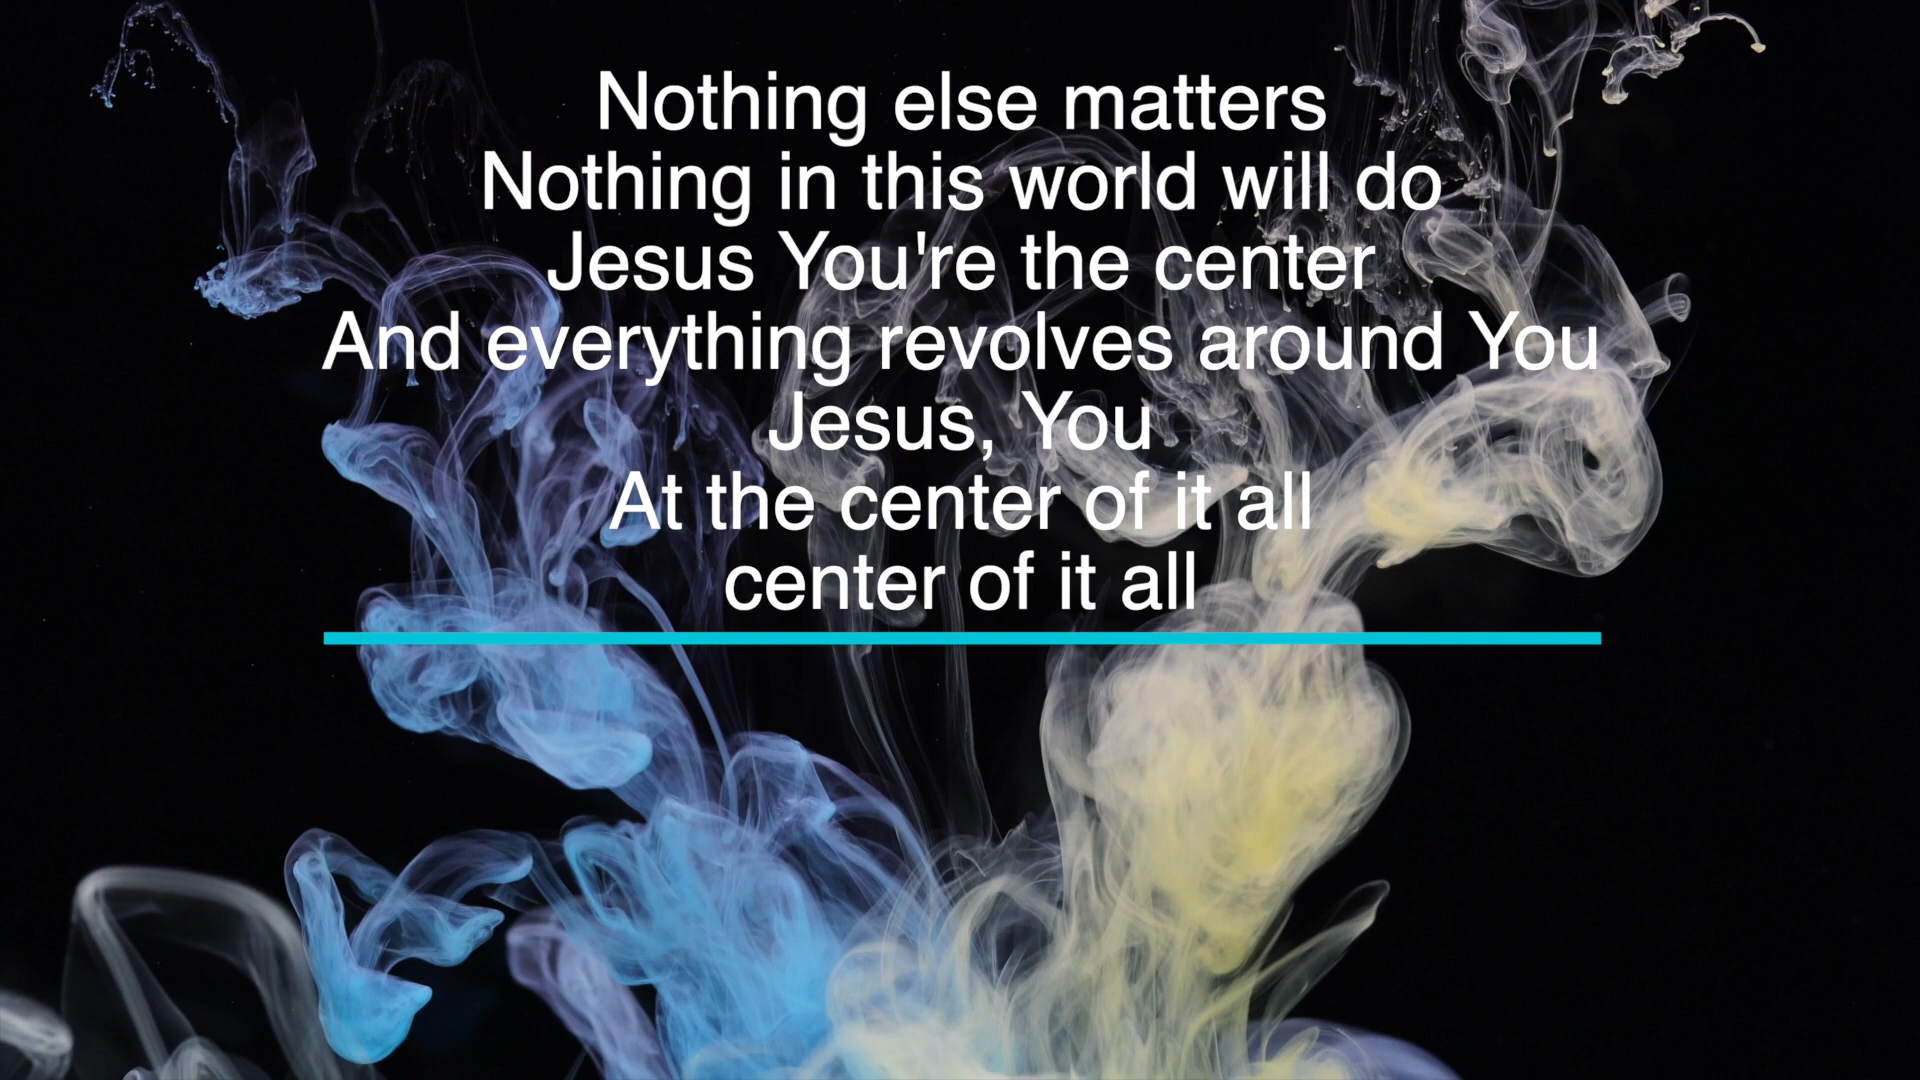 Nothing else matters
Nothing in this world will do
Jesus You're the center
And everything revolves around You
Jesus, You
At the center of it all
center of it all